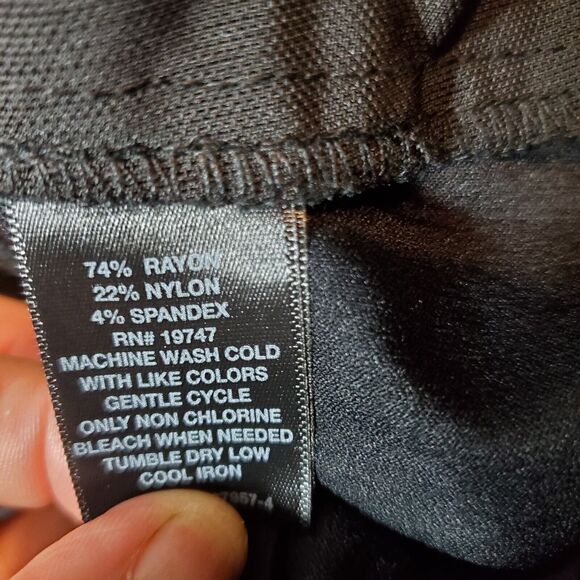 74% RAYON
22% NYLON
4% SPANDEX
RN# 19747
MACHINE WASH COLD
WITH LIKE COLORS
GENTLE CYCLE
ONLY NON CHLORINE
BLEACH WHEN NEEDED
TUMBLE DRY LOW
COOL IRON